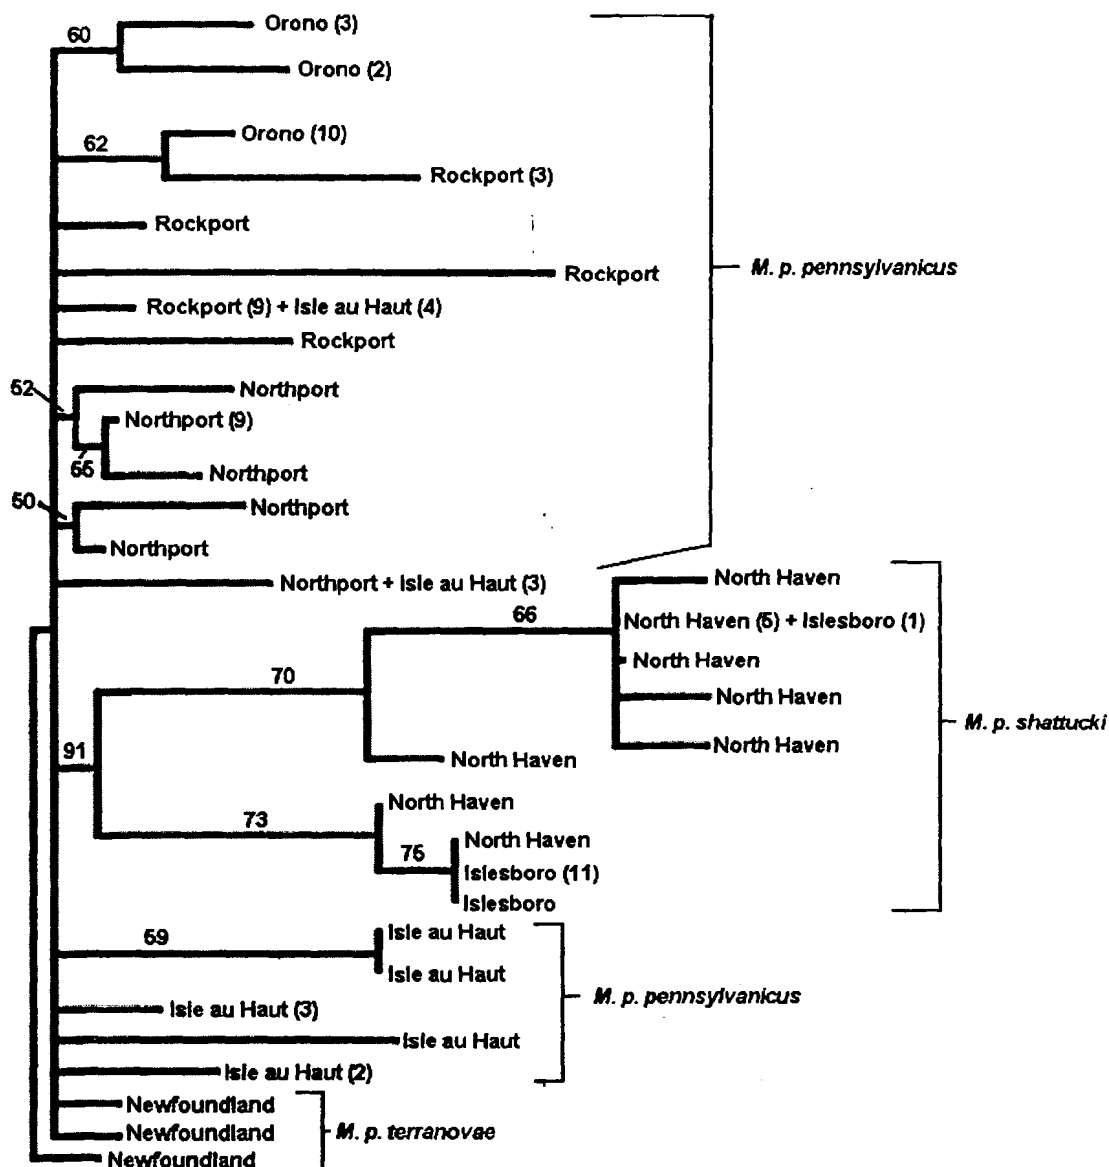 60
Orono (3)
Orono (2)
62
Orono (10)
Rockport (3)
Rockport
Rockport
M. p. pennsylvanicus
Rockport (9) + Isle au Haut (4)
Rockport
52
Northport
Northport (9)
55
Northport
50
Northport
Northport
Northport + Isle au Haut (3)
North Haven
66
North Haven (5) + Islesboro (1)
North Haven
70
North Haven
M. p. shattucki
North Haven
91
North Haven
North Haven
73
North Haven
75
Islesboro (11)
Islesboro
59
Isle au Haut
Isle au Haut
M. p. pennsylvanicus
Isle au Haut (3)
Isle au Haut
Isle au Haut (2)
Newfoundland
Newfoundland
M. p. terranovae
Newfoundland